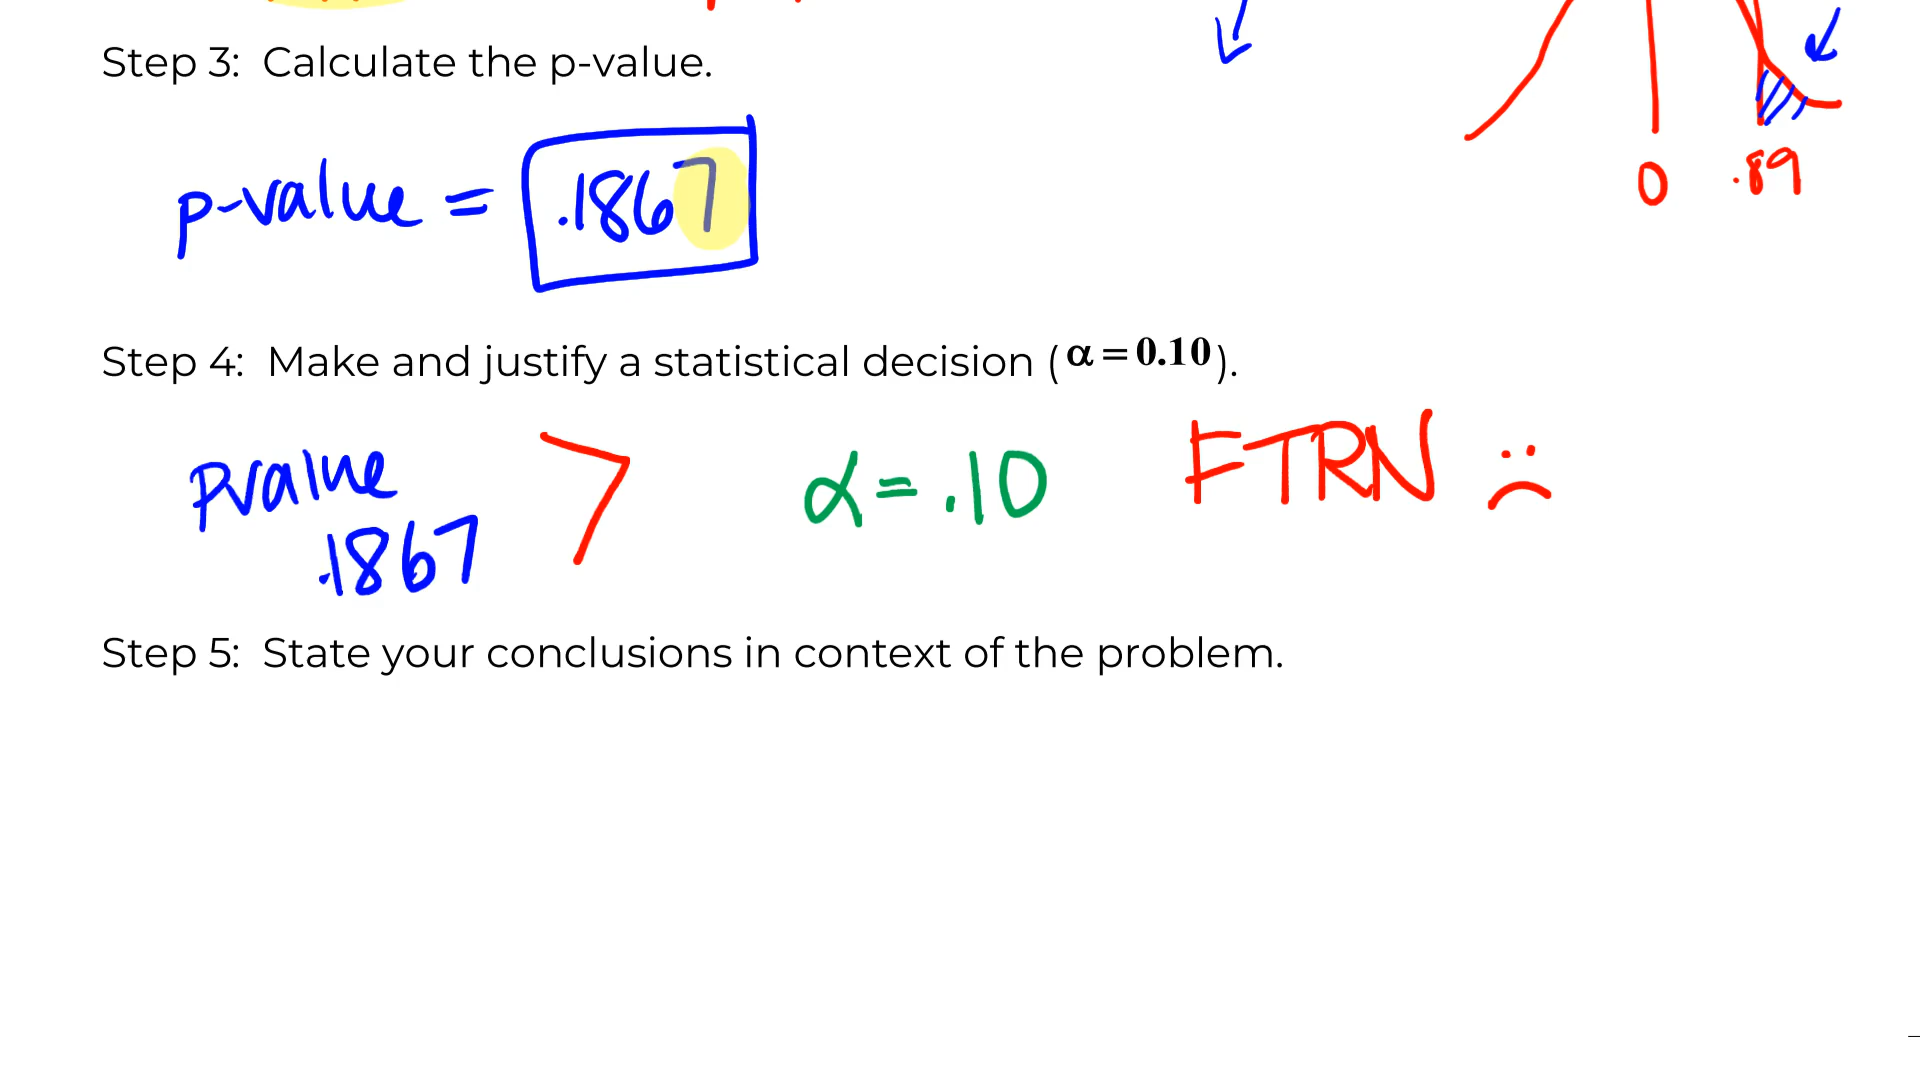 Step 3: Calculate the p-value.
p-value = .1867
0 .89
Step 4: Make and justify a statistical decision (α = 0.10).
pvalue > α = .10 FTRN
.1867
Step 5: State your conclusions in context of the problem.